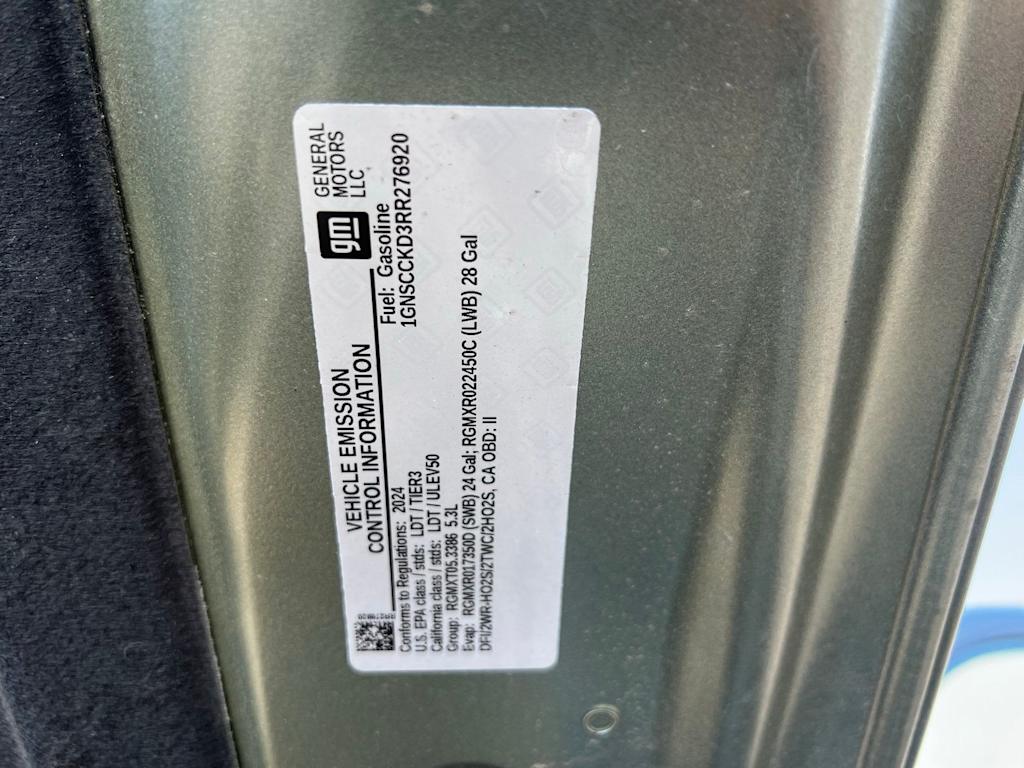 VEHICLE EMISSION
CONTROL INFORMATION
gm
GENERAL
MOTORS
LLC
Fuel: Gasoline
1GNSCCKD3RR276920
Conforms to Regulations: 2024
U.S. EPA class / stds: LDT / TIER3
California class / stds: LDT / ULEV50
Group: RGMXT05.3386 5.3L
Evap: RGMXR017350D (SWB) 24 Gal; RGMXR022450C (LWB) 28 Gal
DFI/2WR-HO2S/2TWC/2HO2S, CA OBD: II